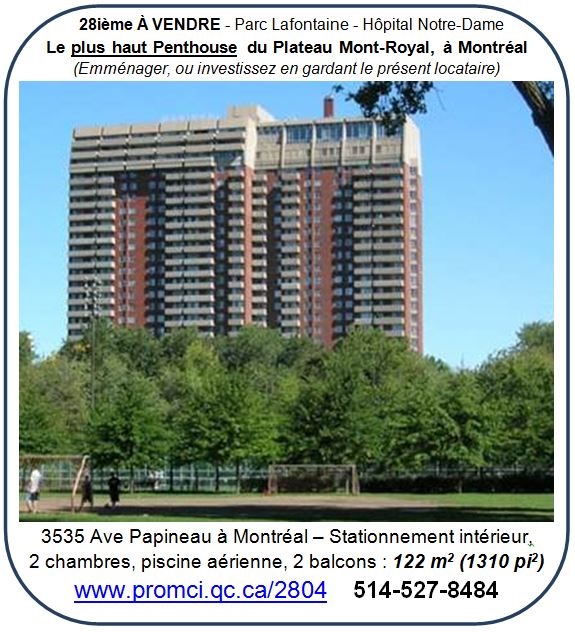 28ième À VENDRE - Parc Lafontaine - Hôpital Notre-Dame
Le plus haut Penthouse du Plateau Mont-Royal, à Montréal
(Emménager, ou investissez en gardant le présent locataire)
3535 Ave Papineau à Montréal – Stationnement intérieur,
2 chambres, piscine aérienne, 2 balcons : 122 m² (1310 pi²)
www.promci.qc.ca/2804 514-527-8484